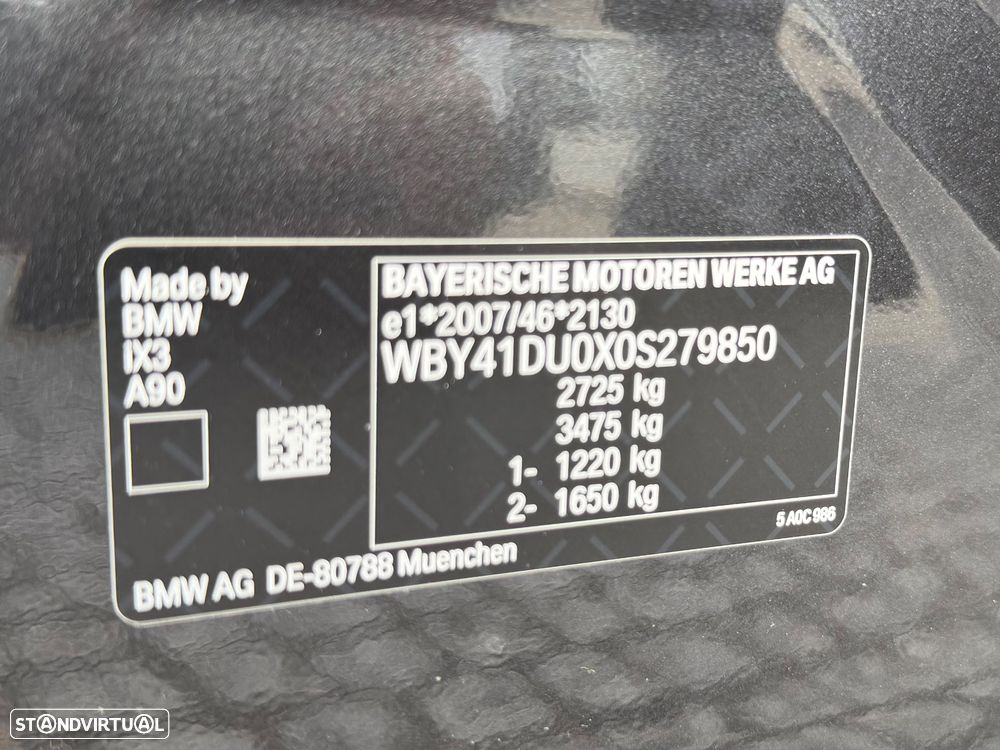 Made by
BMW
IX3
A90
BAYERISCHE MOTOREN WERKE AG
e1*2007/46*2130
WBY41DU0X0S279850
2725 kg
3475 kg
1- 1220 kg
2- 1650 kg
5 A0C 986
BMW AG DE-80788 Muenchen
STANDVIRTUAL